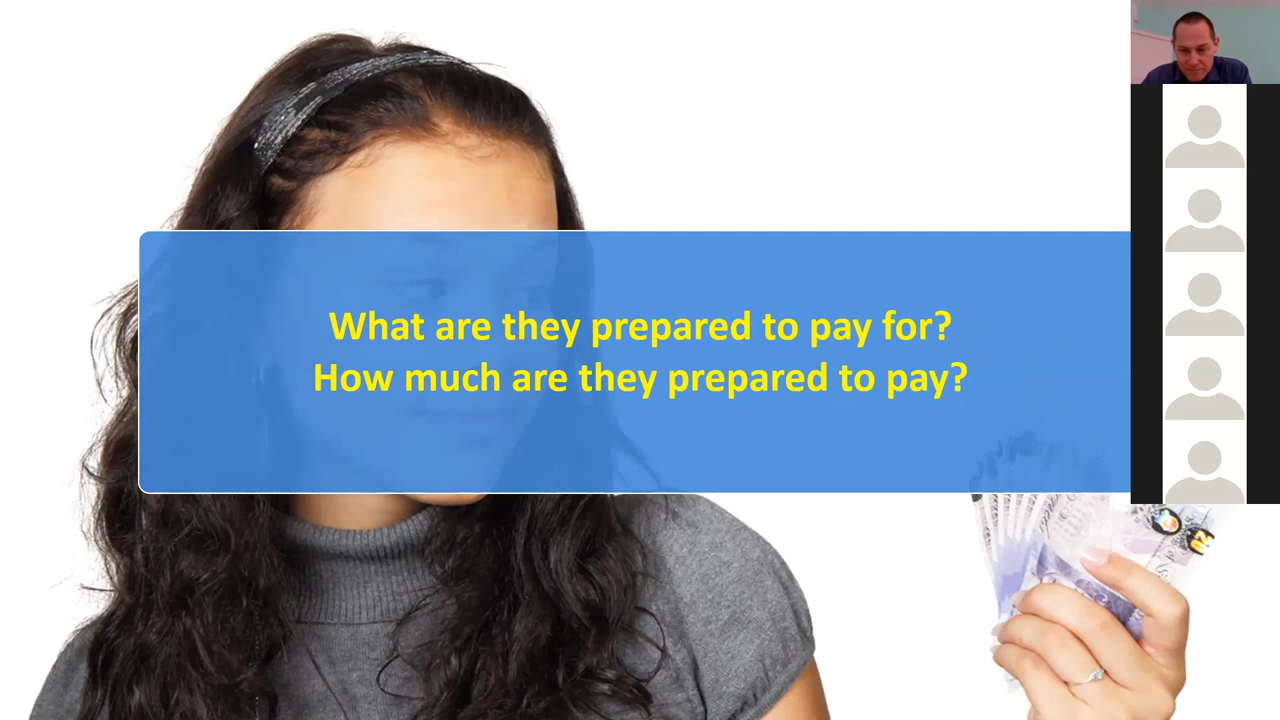 What are they prepared to pay for?
How much are they prepared to pay?